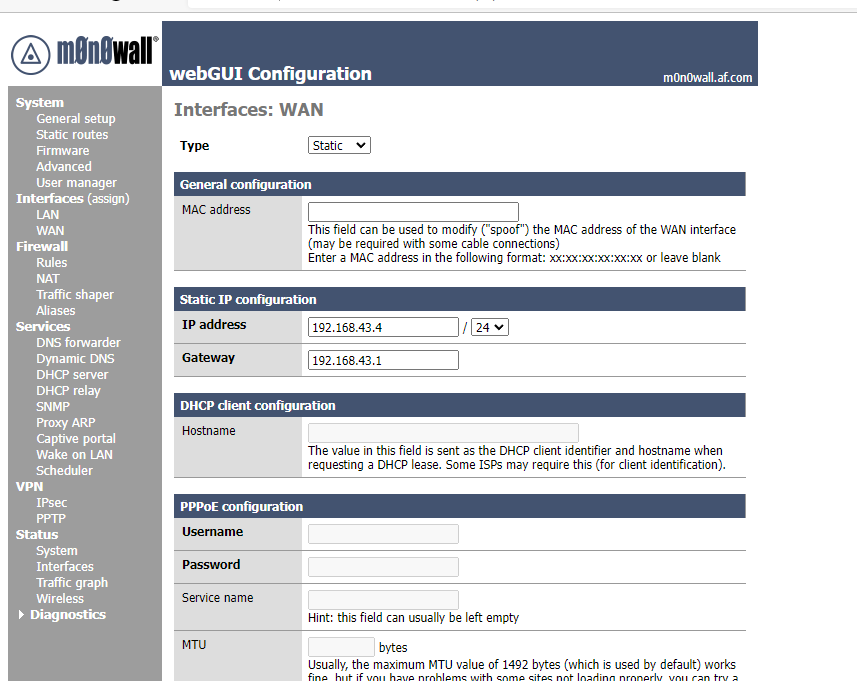 m0n0wall®
webGUI Configuration
m0n0wall.af.com
System
General setup
Static routes
Firmware
Advanced
User manager
Interfaces (assign)
LAN
WAN
Firewall
Rules
NAT
Traffic shaper
Aliases
Services
DNS forwarder
Dynamic DNS
DHCP server
DHCP relay
SNMP
Proxy ARP
Captive portal
Wake on LAN
Scheduler
VPN
IPsec
PPTP
Status
System
Interfaces
Traffic graph
Wireless
Diagnostics
Interfaces: WAN
Type Static
General configuration
MAC address
This field can be used to modify ("spoof") the MAC address of the WAN interface
(may be required with some cable connections)
Enter a MAC address in the following format: xx:xx:xx:xx:xx:xx or leave blank
Static IP configuration
IP address 192.168.43.4 / 24
Gateway 192.168.43.1
DHCP client configuration
Hostname
The value in this field is sent as the DHCP client identifier and hostname when
requesting a DHCP lease. Some ISPs may require this (for client identification).
PPPoE configuration
Username
Password
Service name
Hint: this field can usually be left empty
MTU bytes
Usually, the maximum MTU value of 1492 bytes (which is used by default) works
fine, but if you have problems with some sites not loading properly, you can try a